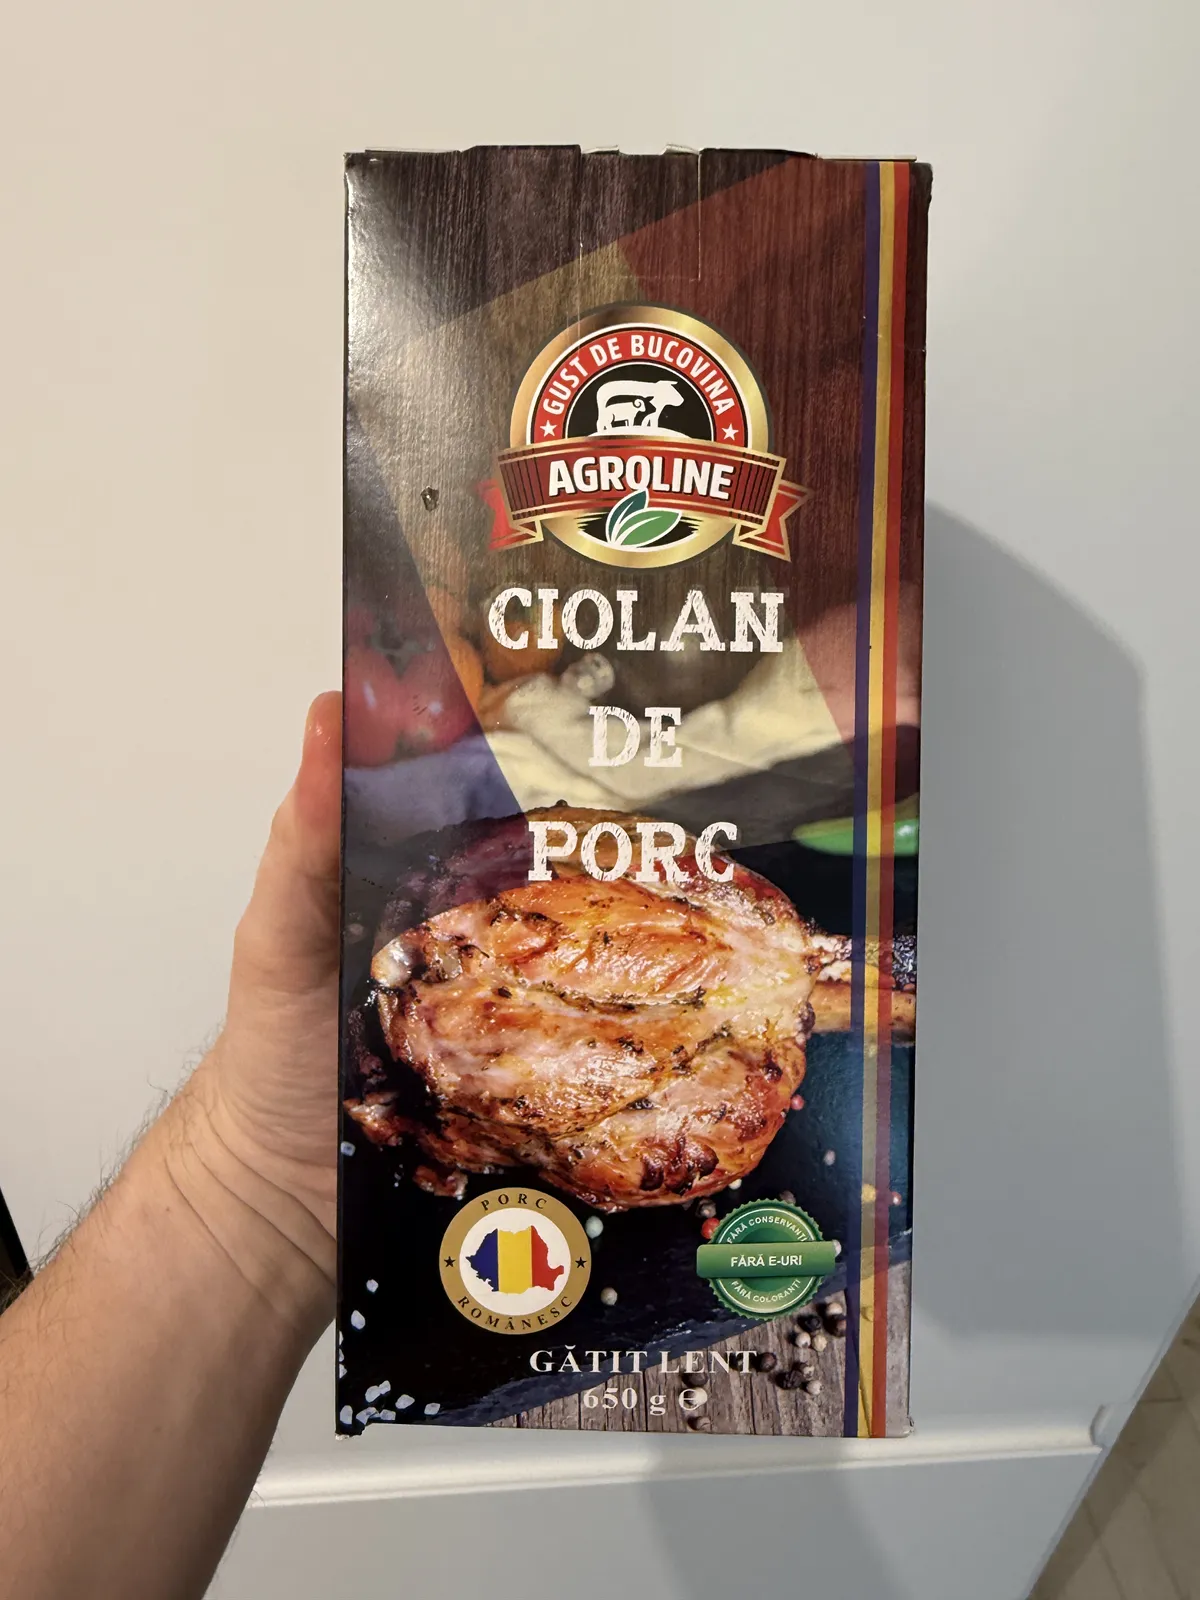 GUST DE BUCOVINA
AGROLINE
CIOLAN
DE
PORC
PORC
ROMÂNESC
FĂRĂ CONSERVANȚI
FĂRĂ E-URI
FĂRĂ COLORANȚI
GĂTIT LENT
650 g ℮